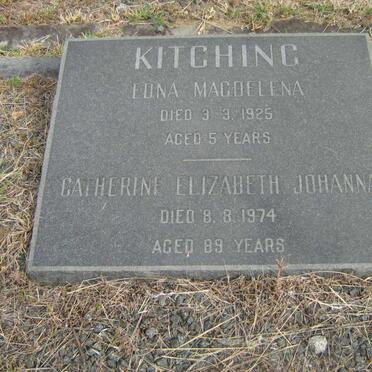 KITCHING
EDNA MAGDELENA
DIED 3.3.1925
AGED 5 YEARS
CATHERINE ELIZABETH JOHANNA
DIED 8.8.1974
AGED 89 YEARS